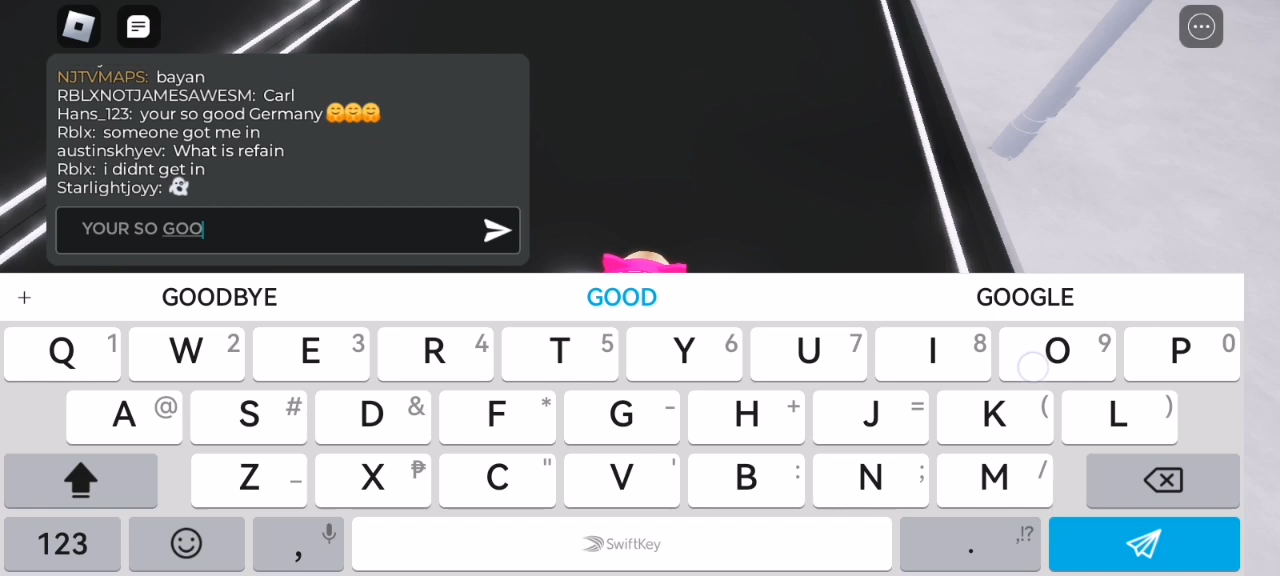 NJTVMAPS: bayan
RBLXNOTJAMESAWESM: Carl
Hans_123: your so good Germany 🤗🤗🤗
Rblx: someone got me in
austinskhyev: What is refain
Rblx: i didnt get in
Starlightjoyy: 👻
YOUR SO GOO
+ GOODBYE GOOD GOOGLE
Q 1 W 2 E 3 R 4 T 5 Y 6 U 7 I 8 O 9 P 0
A @ S # D & F * G - H + J = K ( L )
Z _ X ₱ C " V ' B : N ; M /
123 , SwiftKey . ,!?